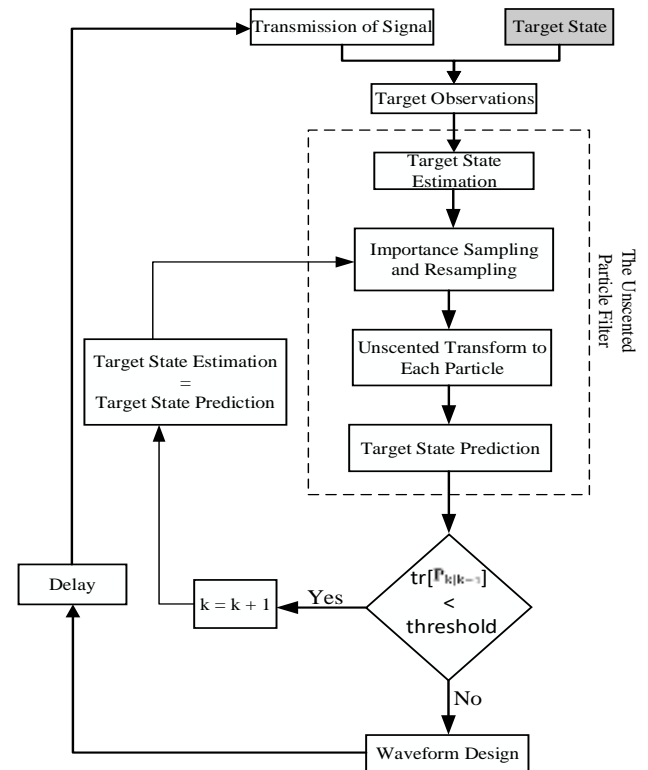 Transmission of Signal
Target State
Target Observations
Target State
Estimation
Importance Sampling
and Resampling
The Unscented
Particle Filter
Unscented Transform to
Each Particle
Target State Estimation
=
Target State Prediction
Target State Prediction
tr[ℙk|k−1]
<
threshold
Delay
k = k + 1
Yes
No
Waveform Design